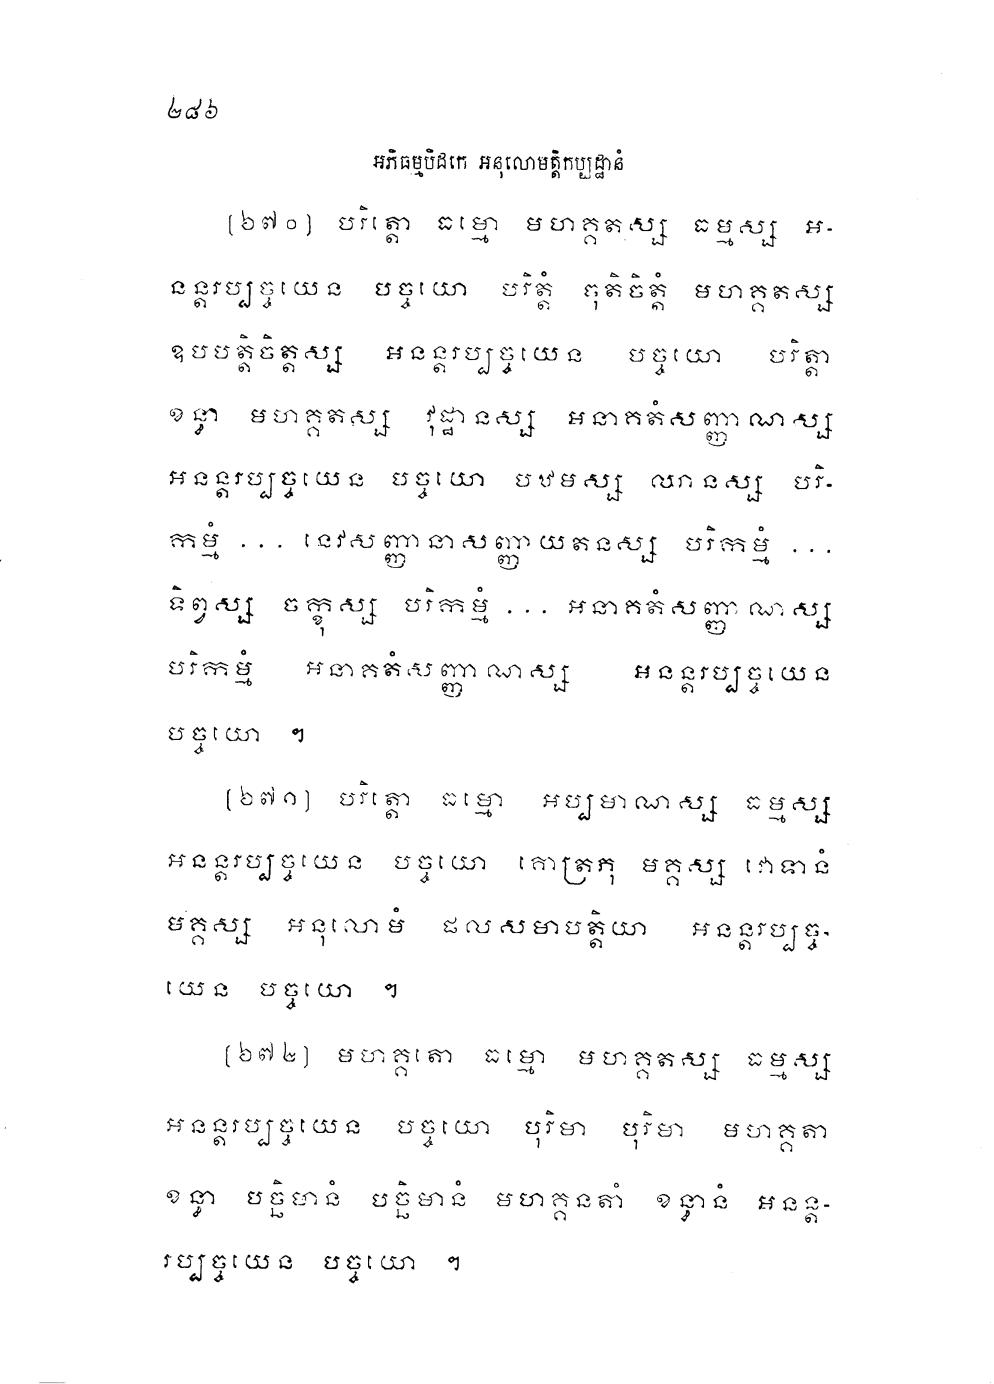 ២៨៦
អភិធម្មបិដកេ អនុលោមត្តិកប្បដ្ឋានំ
[៦៧០] បរិត្តោ ធម្មោ មហគ្គតស្ស ធម្មស្ស អ-
នន្តរប្បច្ចយេន បច្ចយោ បរិត្តំ ចុតិចិត្តំ មហគ្គតស្ស
ឧបបត្តិចិត្តស្ស អនន្តរប្បច្ចយេន បច្ចយោ បរិត្តា
ខន្ធា មហគ្គតស្ស វុដ្ឋានស្ស អនាគតំសញ្ញាណស្ស
អនន្តរប្បច្ចយេន បច្ចយោ បឋមស្ស ឈានស្ស បរិ-
កម្មំ ... នេវសញ្ញានាសញ្ញាយតនស្ស បរិកម្មំ ...
ទិព្វស្ស ចក្ខុស្ស បរិកម្មំ ... អនាគតំសញ្ញាណស្ស
បរិកម្មំ អនាគតំសញ្ញាណស្ស អនន្តរប្បច្ចយេន
បច្ចយោ ។
[៦៧១] បរិត្តោ ធម្មោ អប្បមាណស្ស ធម្មស្ស
អនន្តរប្បច្ចយេន បច្ចយោ គោត្រភុ មគ្គស្ស វោទានំ
មគ្គស្ស អនុលោមំ ផលសមាបត្តិយា អនន្តរប្បច្ច-
យេន បច្ចយោ ។
[៦៧២] មហគ្គតោ ធម្មោ មហគ្គតស្ស ធម្មស្ស
អនន្តរប្បច្ចយេន បច្ចយោ បុរិមា បុរិមា មហគ្គតា
ខន្ធា បច្ឆិមានំ បច្ឆិមានំ មហគ្គនតាំ ខន្ធានំ អនន្ត-
រប្បច្ចយេន បច្ចយោ ។